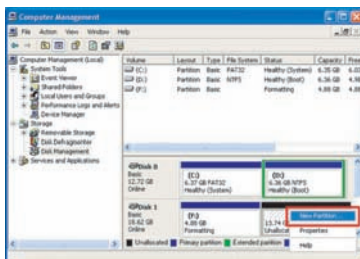 Computer Management
File Action View Window Help
Computer Management (Local)
System Tools
Event Viewer
Shared Folders
Local Users and Groups
Performance Logs and Alerts
Device Manager
Storage
Removable Storage
Disk Defragmenter
Disk Management
Services and Applications
Volume Layout Type File System Status Capacity Free
(C:) Partition Basic FAT32 Healthy (System) 6.35 GB
(D:) Partition Basic NTFS Healthy (Boot) 6.36 GB
(F:) Partition Basic Formatting 4.88 GB
Disk 0
Basic
12.72 GB
Online
(C:)
6.37 GB FAT32
Healthy (System)
(D:)
6.36 GB NTFS
Healthy (Boot)
Disk 1
Basic
18.62 GB
Online
(F:)
4.88 GB
Formatting
13.74 G
Unallocat
New Partition...
Properties
Help
Unallocated Primary partition Extended partition